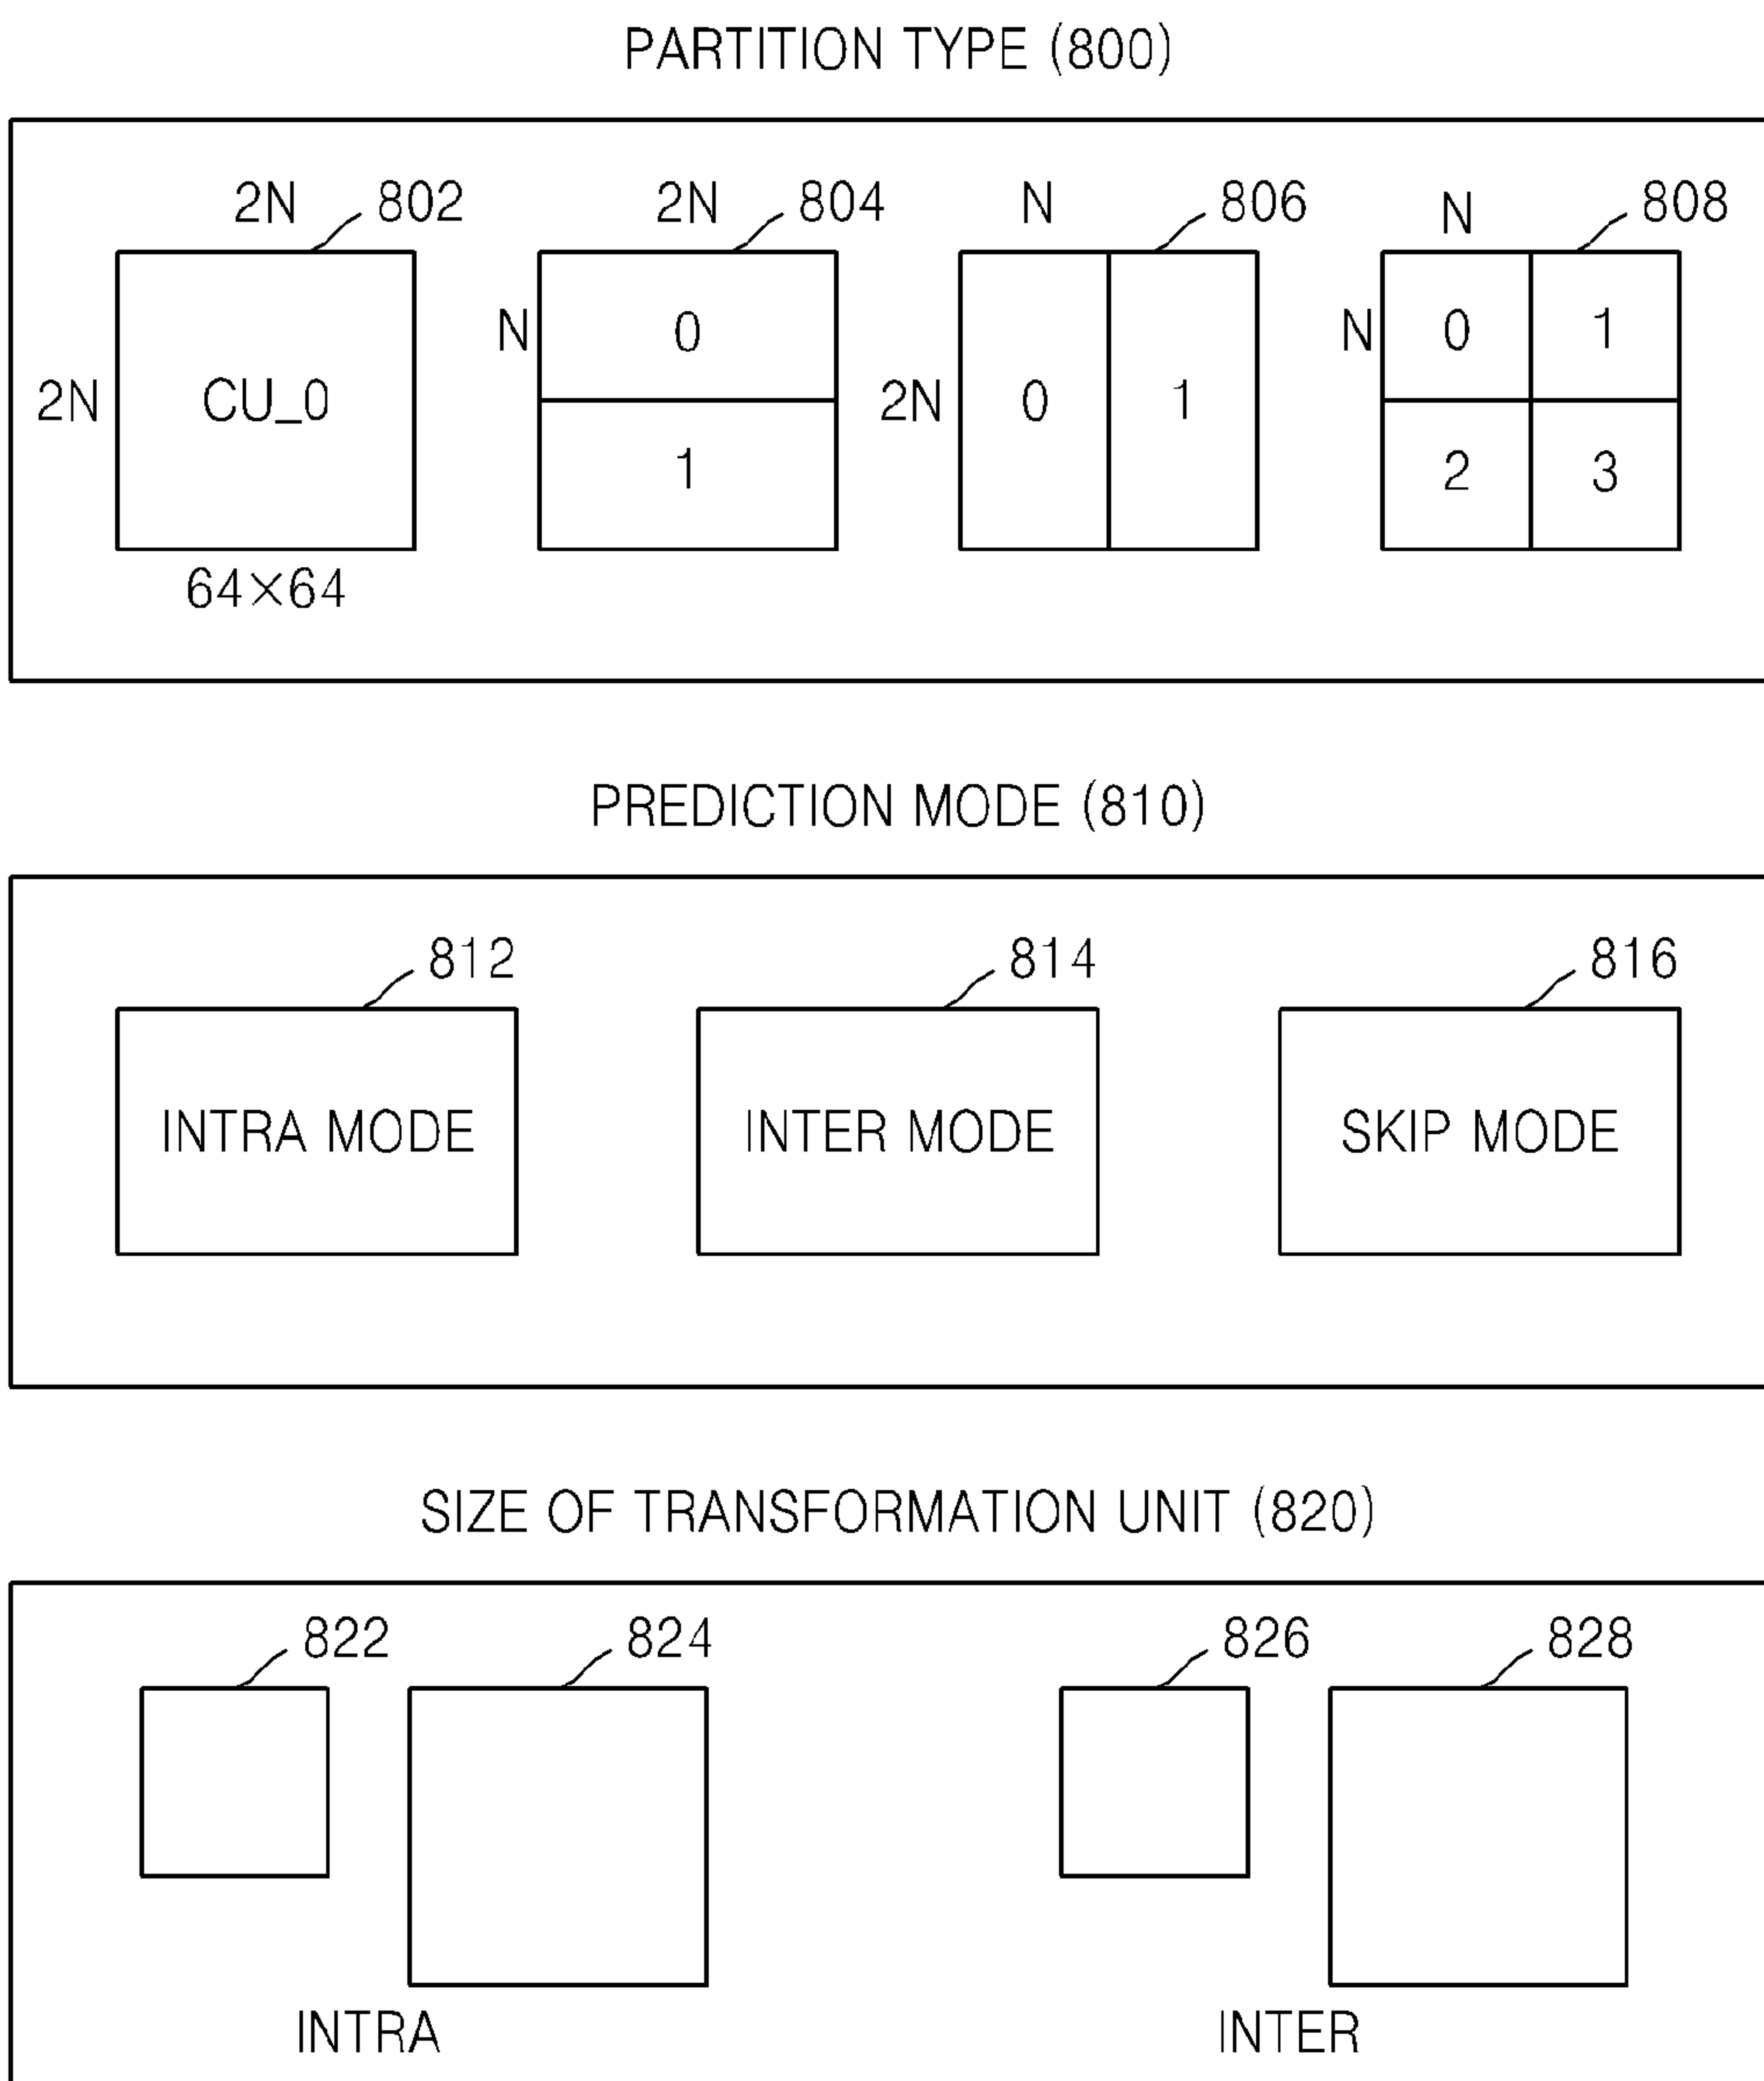 PARTITION TYPE (800)
2N 802 2N 804 N 806 N 808
N 0 N 0 1
2N CU_0 2N 0 1
1 2 3
64×64
PREDICTION MODE (810)
812 814 816
INTRA MODE INTER MODE SKIP MODE
SIZE OF TRANSFORMATION UNIT (820)
822 824 826 828
INTRA INTER